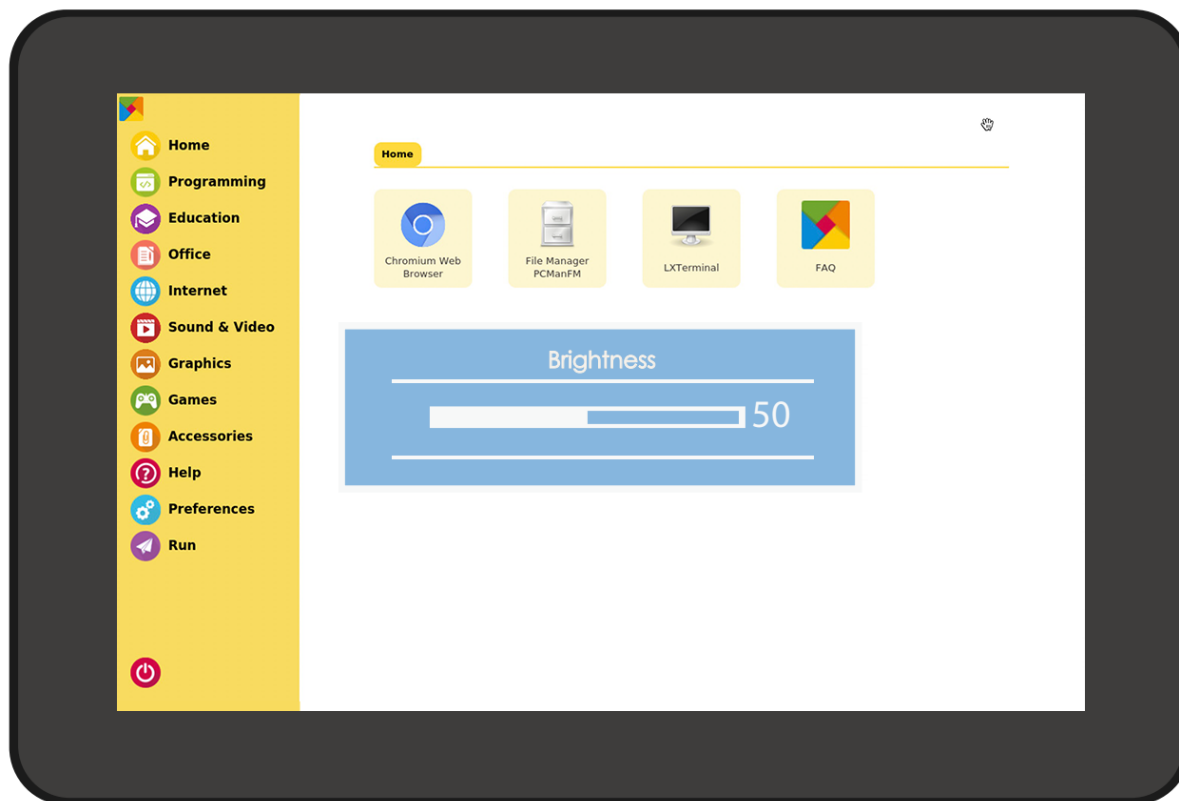 Home
Programming
Education
Office
Internet
Sound & Video
Graphics
Games
Accessories
Help
Preferences
Run
Home
Chromium Web
Browser
File Manager
PCManFM
LXTerminal
FAQ
Brightness
50